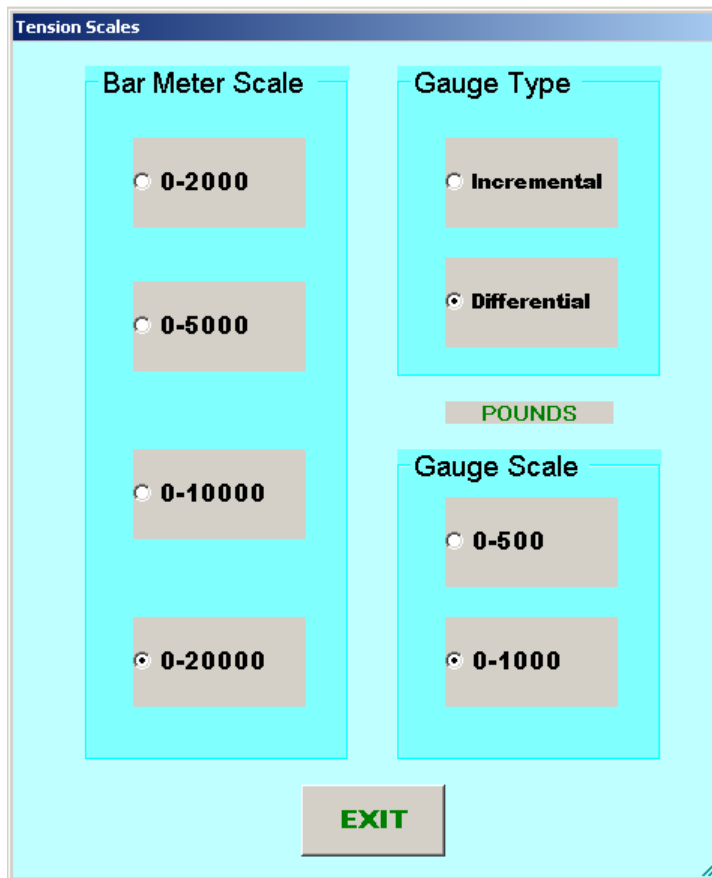 Tension Scales
Bar Meter Scale
0-2000
0-5000
0-10000
0-20000
Gauge Type
Incremental
Differential
POUNDS
Gauge Scale
0-500
0-1000
EXIT